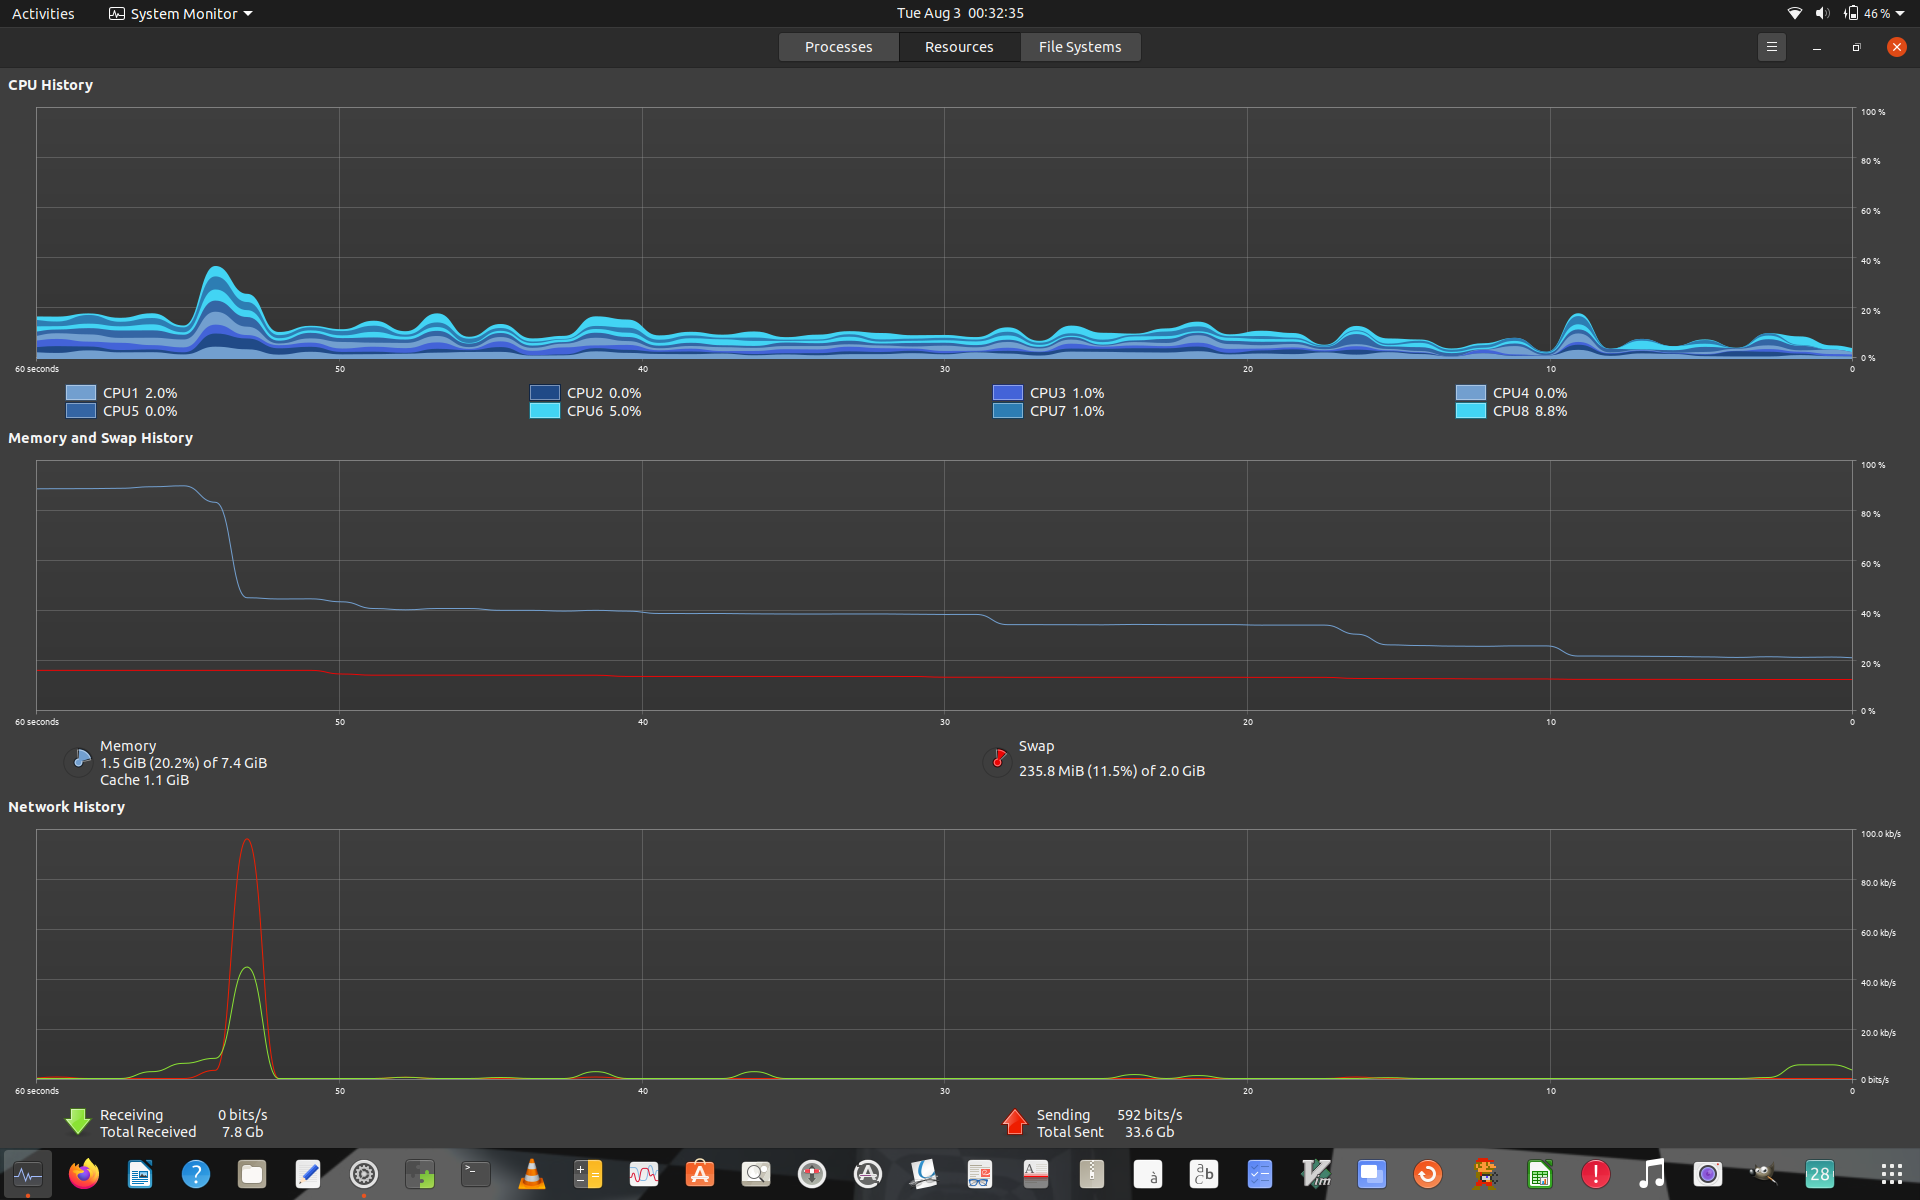 Activities System Monitor Tue Aug 3 00:32:35 46 %
Processes Resources File Systems
CPU History
100 %
80 %
60 %
40 %
20 %
0 %
60 seconds 50 40 30 20 10 0
CPU1 2.0% CPU2 0.0% CPU3 1.0% CPU4 0.0%
CPU5 0.0% CPU6 5.0% CPU7 1.0% CPU8 8.8%
Memory and Swap History
100 %
80 %
60 %
40 %
20 %
0 %
60 seconds 50 40 30 20 10 0
Memory Swap
1.5 GiB (20.2%) of 7.4 GiB 235.8 MiB (11.5%) of 2.0 GiB
Cache 1.1 GiB
Network History
100.0 kb/s
80.0 kb/s
60.0 kb/s
40.0 kb/s
20.0 kb/s
0 bits/s
60 seconds 50 40 30 20 10 0
Receiving 0 bits/s Sending 592 bits/s
Total Received 7.8 Gb Total Sent 33.6 Gb
? >_ A A à a b c Vim ! 28